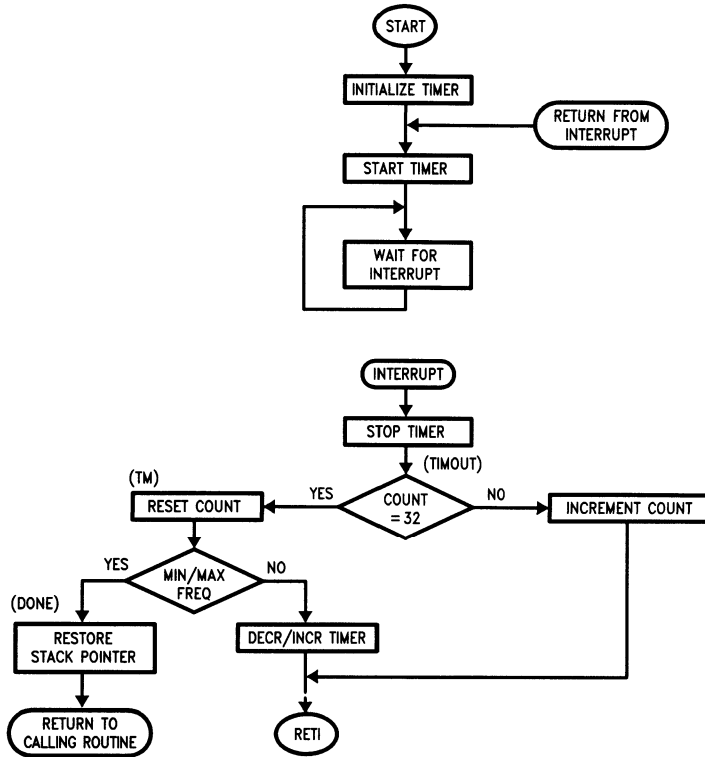 START
INITIALIZE TIMER
RETURN FROM
INTERRUPT
START TIMER
WAIT FOR
INTERRUPT
INTERRUPT
STOP TIMER
(TIMOUT)
(TM)
YES
COUNT
= 32
NO
RESET COUNT
INCREMENT COUNT
YES
MIN/MAX
FREQ
NO
(DONE)
RESTORE
STACK POINTER
DECR/INCR TIMER
RETURN TO
CALLING ROUTINE
RETI